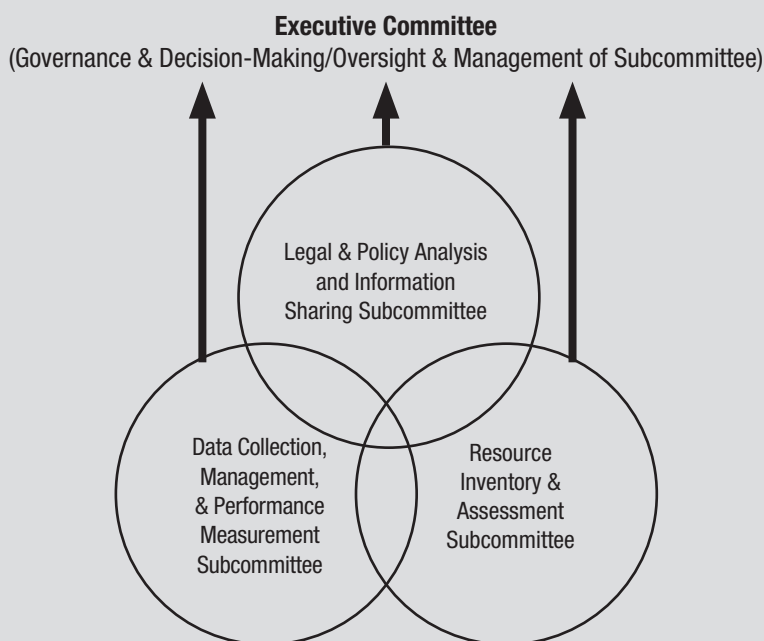 Executive Committee
(Governance & Decision-Making/Oversight & Management of Subcommittee)
Legal & Policy Analysis
and Information
Sharing Subcommittee
Data Collection,
Management,
& Performance
Measurement
Subcommittee
Resource
Inventory &
Assessment
Subcommittee